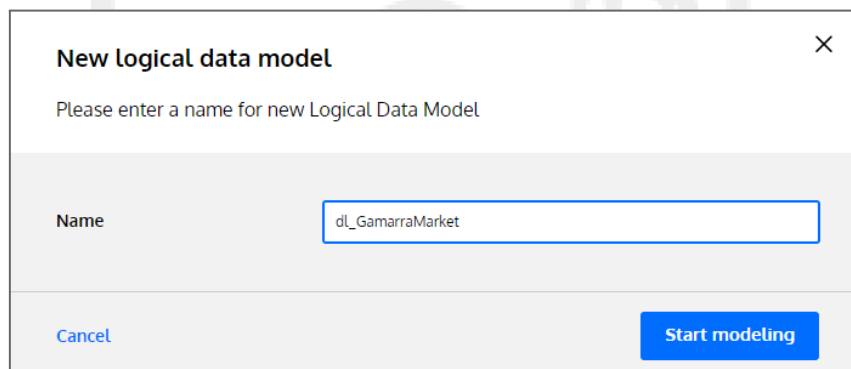 New logical data model
Please enter a name for new Logical Data Model
Name
dl_GamarraMarket
Cancel
Start modeling